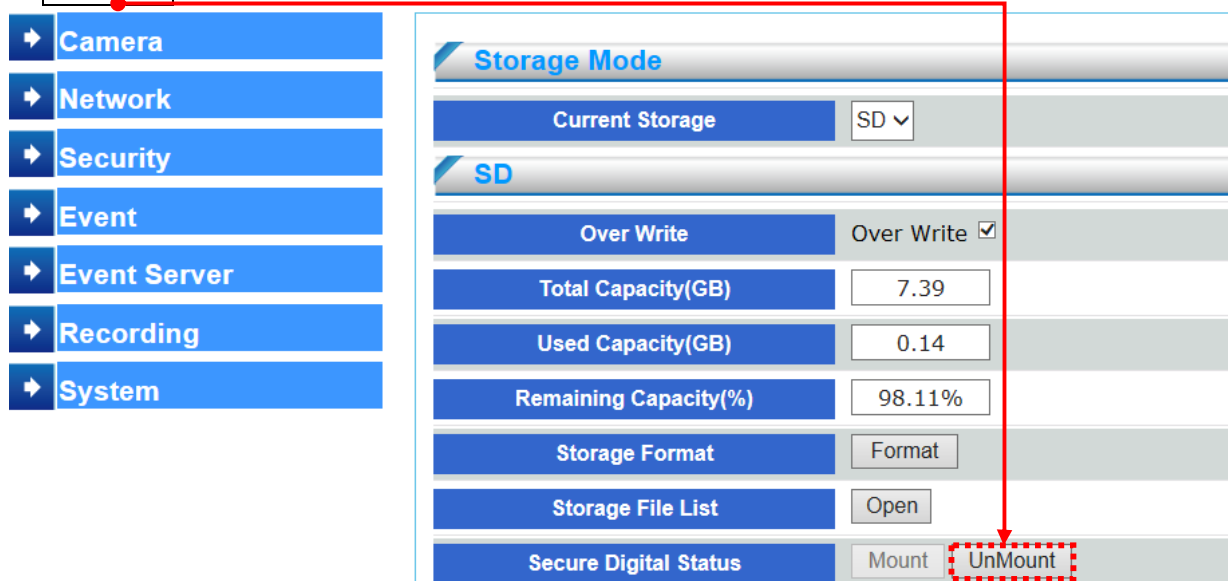 Camera
Network
Security
Event
Event Server
Recording
System
Storage Mode
Current Storage SD
SD
Over Write Over Write
Total Capacity(GB) 7.39
Used Capacity(GB) 0.14
Remaining Capacity(%) 98.11%
Storage Format Format
Storage File List Open
Secure Digital Status Mount UnMount